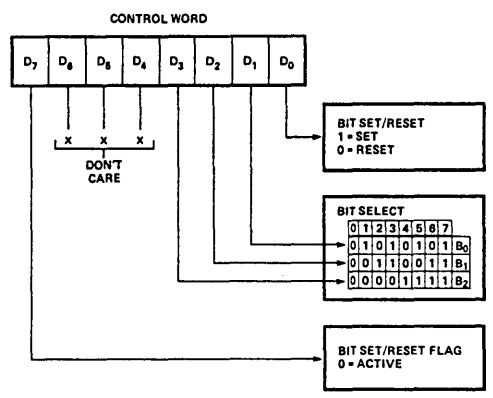 CONTROL WORD
D7 D6 D5 D4 D3 D2 D1 D0
X X X
DON'T
CARE
BIT SET/RESET
1 = SET
0 = RESET
BIT SELECT
0 1 2 3 4 5 6 7
0 1 0 1 0 1 0 1 B0
0 0 1 1 0 0 1 1 B1
0 0 0 0 1 1 1 1 B2
BIT SET/RESET FLAG
0 = ACTIVE